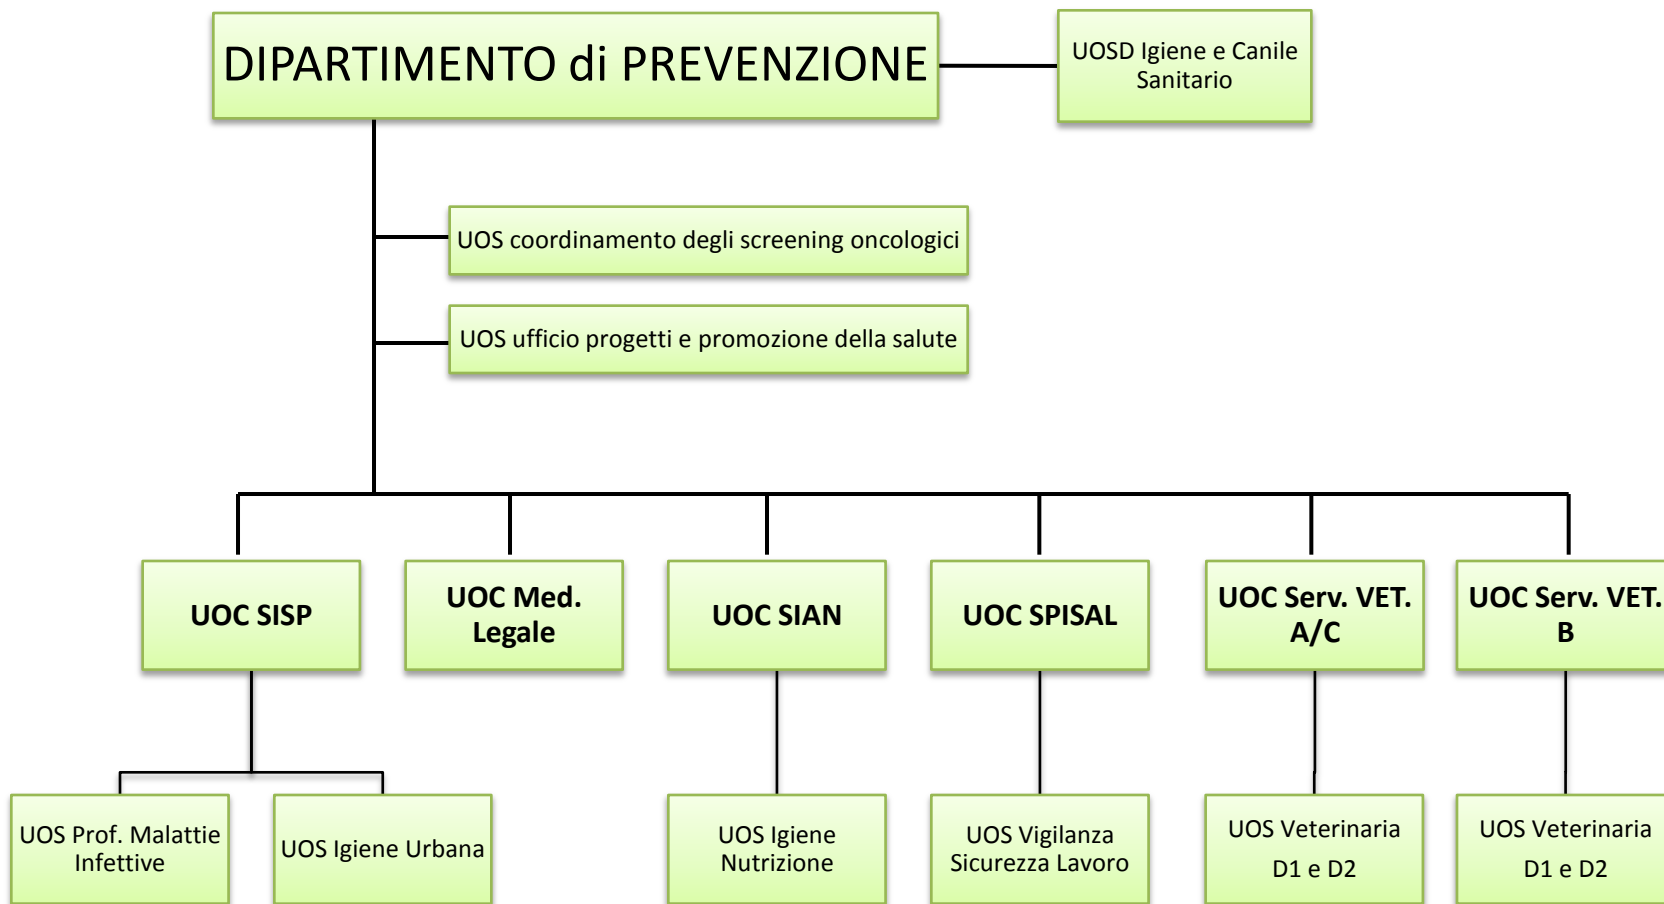 DIPARTIMENTO di PREVENZIONE
UOSD Igiene e Canile
Sanitario
UOS coordinamento degli screening oncologici
UOS ufficio progetti e promozione della salute
UOC SISP
UOC Med.
Legale
UOC SIAN
UOC SPISAL
UOC Serv. VET.
A/C
UOC Serv. VET.
B
UOS Prof. Malattie
Infettive
UOS Igiene Urbana
UOS Igiene
Nutrizione
UOS Vigilanza
Sicurezza Lavoro
UOS Veterinaria
D1 e D2
UOS Veterinaria
D1 e D2